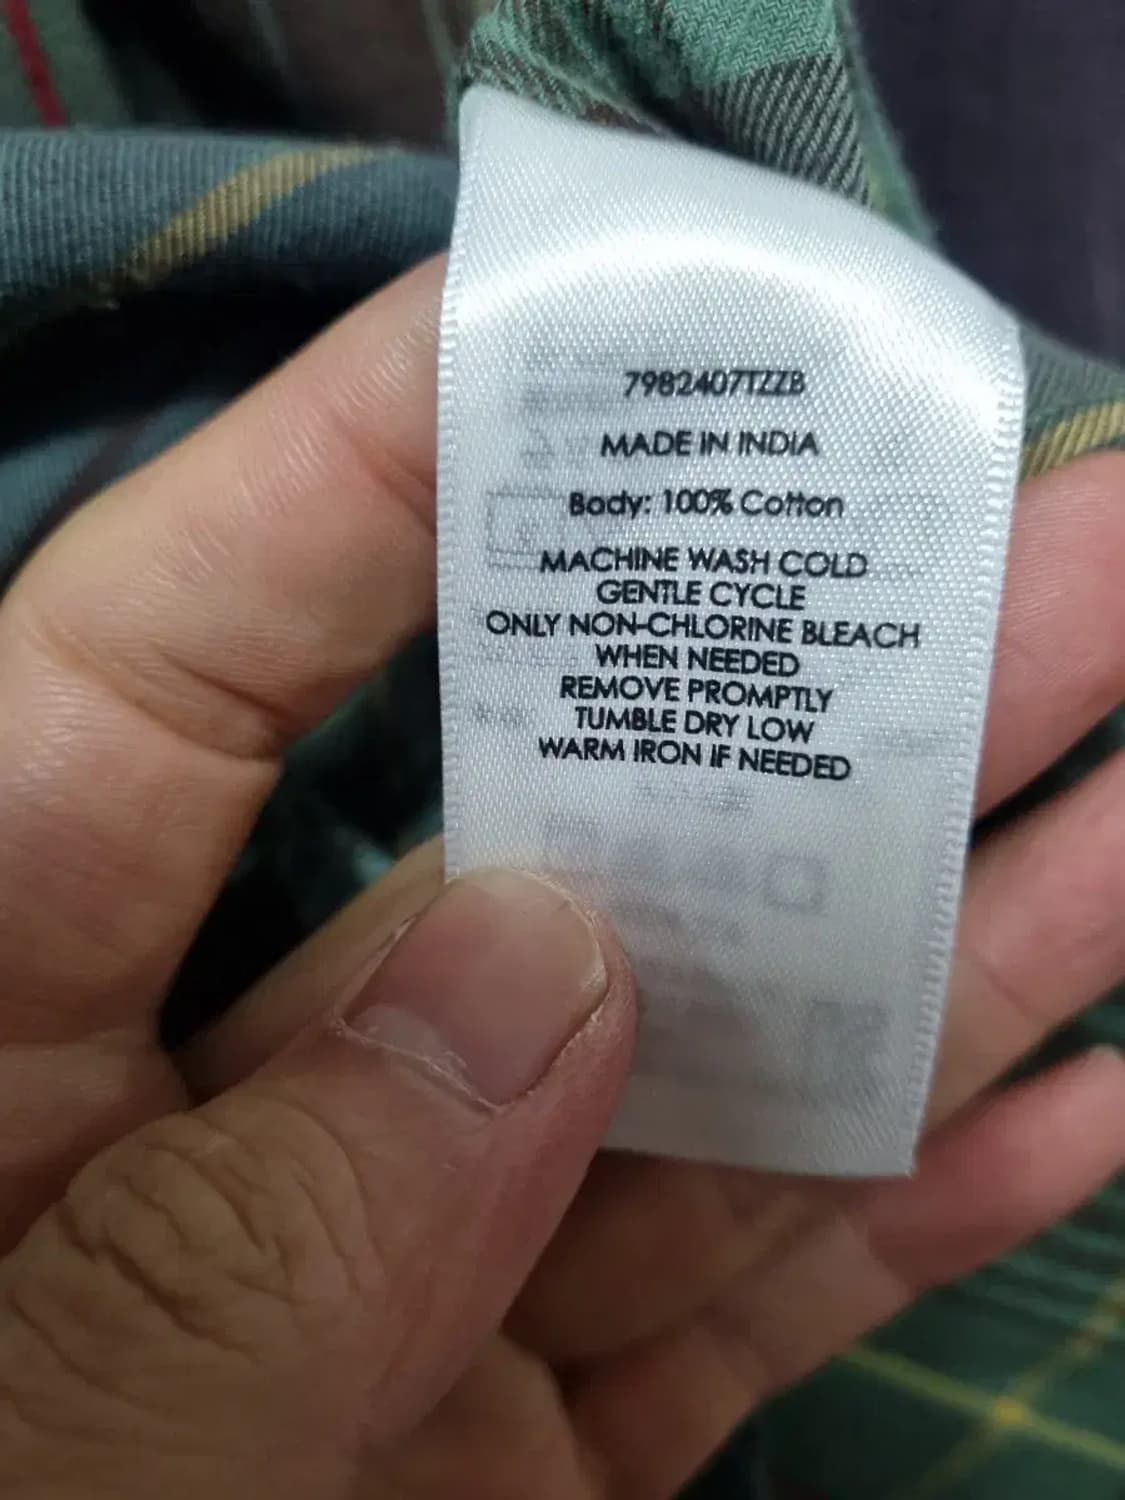 7982407TZZB
MADE IN INDIA
Body: 100% Cotton
MACHINE WASH COLD
GENTLE CYCLE
ONLY NON-CHLORINE BLEACH
WHEN NEEDED
REMOVE PROMPTLY
TUMBLE DRY LOW
WARM IRON IF NEEDED